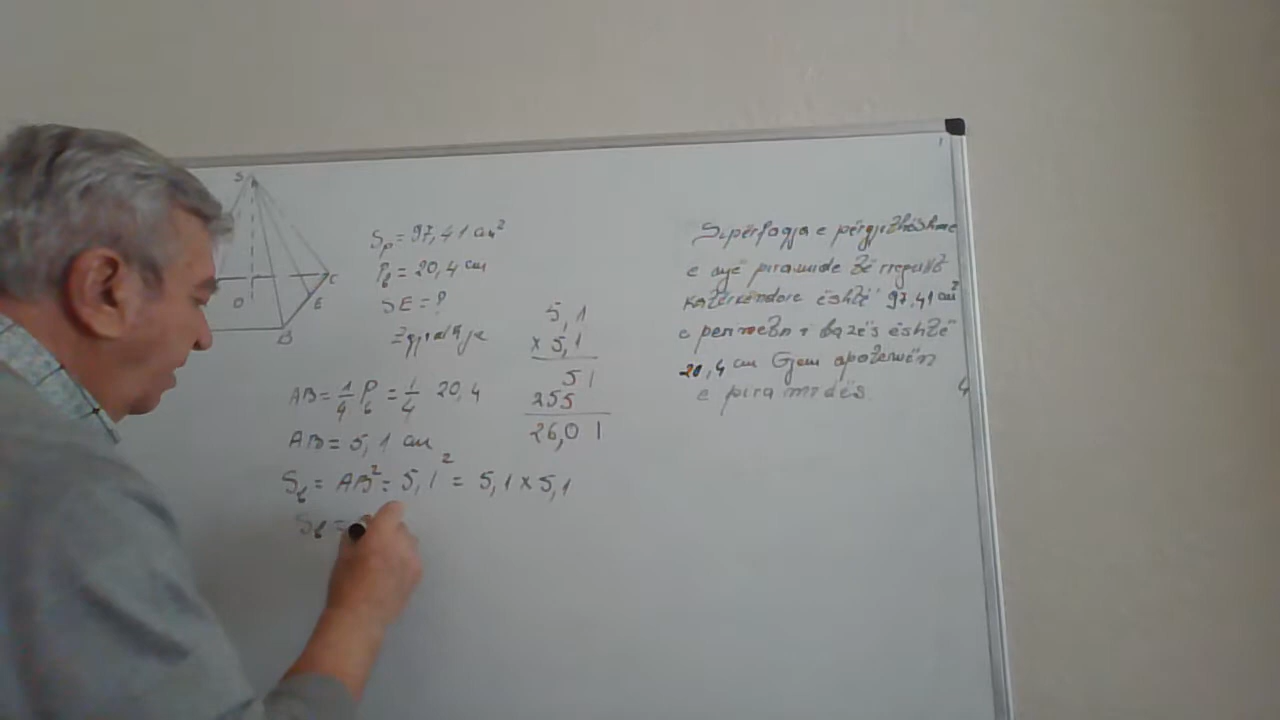 S
C
E
O
B
Sp = 97,41 cm²
Pb = 20,4 cm
SE = ?
Zgjidhje
AB = 1/4 Pb = 1/4 20,4
AB = 5,1 cm
Sb = AB² = 5,1² = 5,1 x 5,1
Sb =
5,1
x 5,1
51
255
26,01
Sipërfaqja e përgjithëshme
e një piramide të rregullt
katërkëndore është 97,41 cm²
e perimetri i bazës është
20,4 cm Gjem apotemën
e piramidës